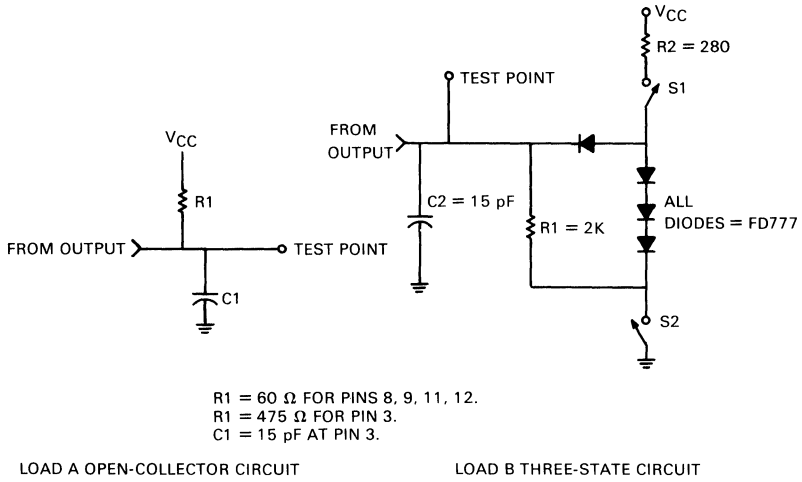 VCC
R2 = 280
S1
TEST POINT
FROM
OUTPUT
C2 = 15 pF
R1 = 2K
ALL
DIODES = FD777
S2
VCC
R1
FROM OUTPUT
TEST POINT
C1
R1 = 60 Ω FOR PINS 8, 9, 11, 12.
R1 = 475 Ω FOR PIN 3.
C1 = 15 pF AT PIN 3.
LOAD A OPEN-COLLECTOR CIRCUIT
LOAD B THREE-STATE CIRCUIT